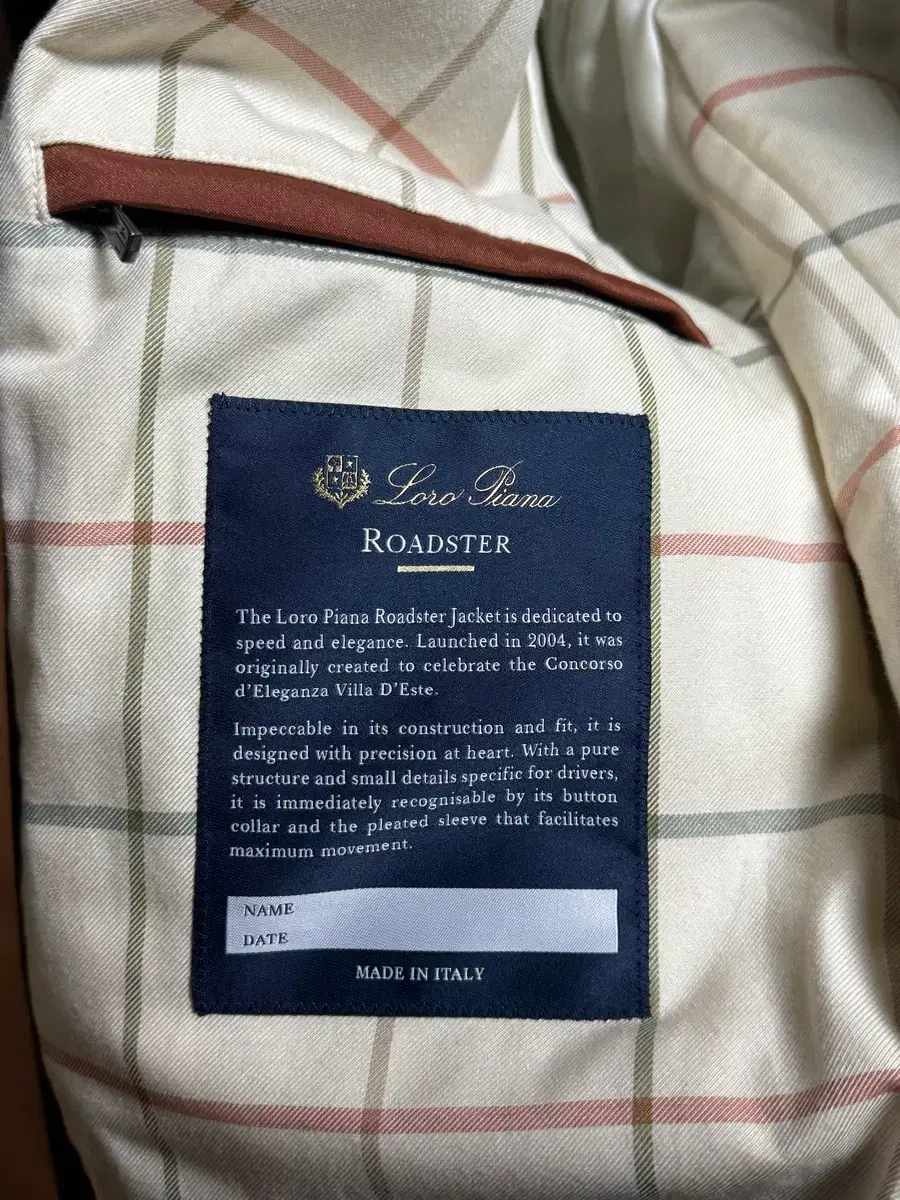 Loro Piana
ROADSTER
The Loro Piana Roadster Jacket is dedicated to
speed and elegance. Launched in 2004, it was
originally created to celebrate the Concorso
d'Eleganza Villa D'Este.
Impeccable in its construction and fit, it is
designed with precision at heart. With a pure
structure and small details specific for drivers,
it is immediately recognisable by its button
collar and the pleated sleeve that facilitates
maximum movement.
NAME
DATE
MADE IN ITALY